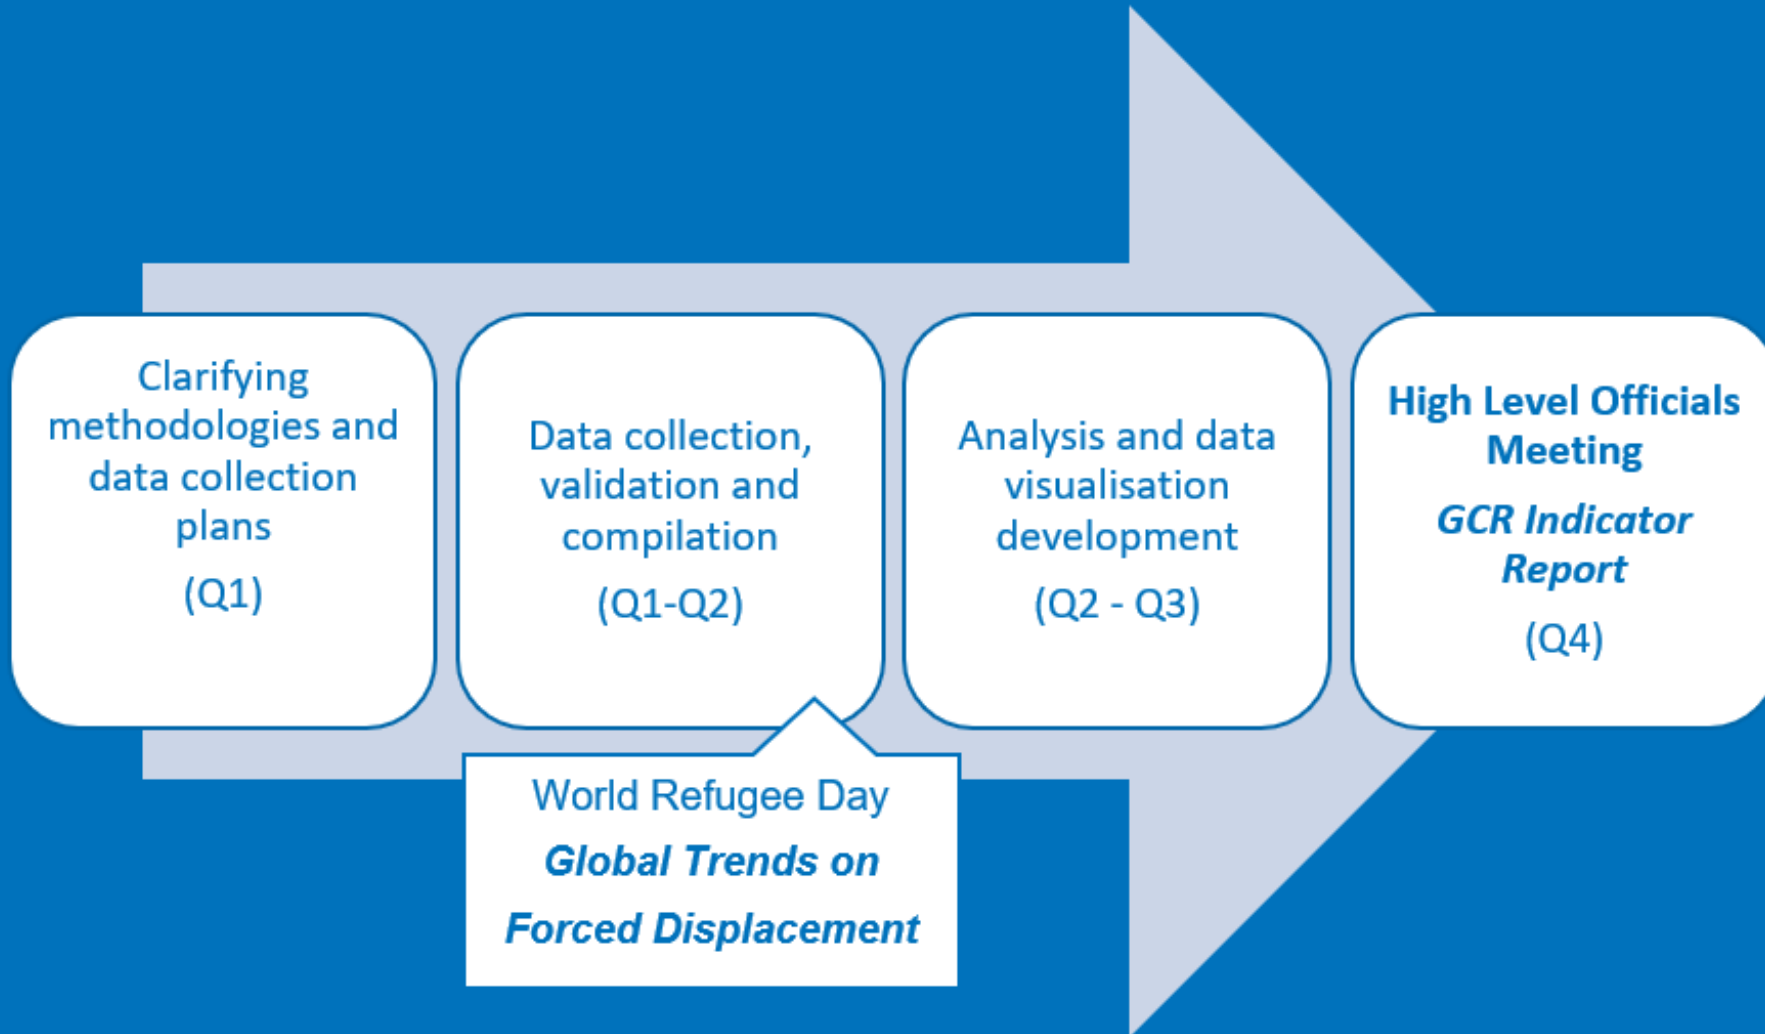 Clarifying
methodologies and
data collection
plans
(Q1)
Data collection,
validation and
compilation
(Q1-Q2)
Analysis and data
visualisation
development
(Q2 - Q3)
High Level Officials
Meeting
GCR Indicator
Report
(Q4)
World Refugee Day
Global Trends on
Forced Displacement